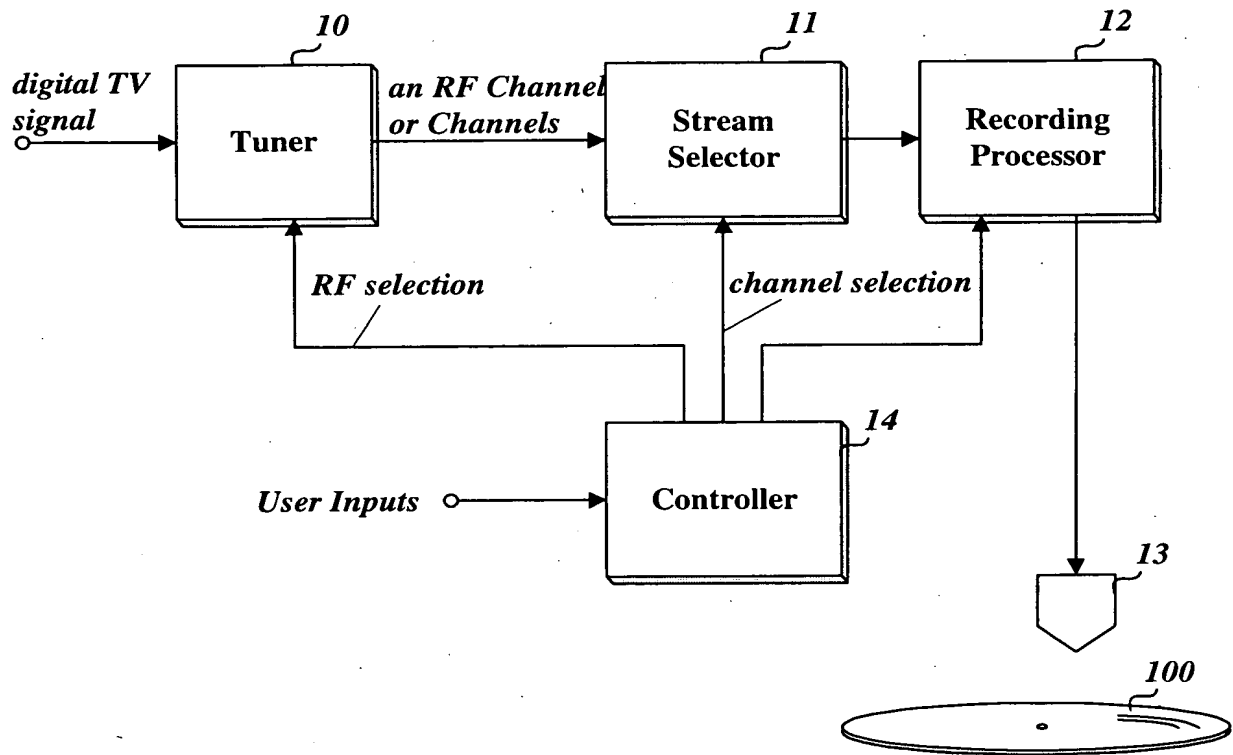 10
11
12
digital TV
signal
Tuner
an RF Channel
or Channels
Stream
Selector
Recording
Processor
RF selection
channel selection
14
User Inputs
Controller
13
100